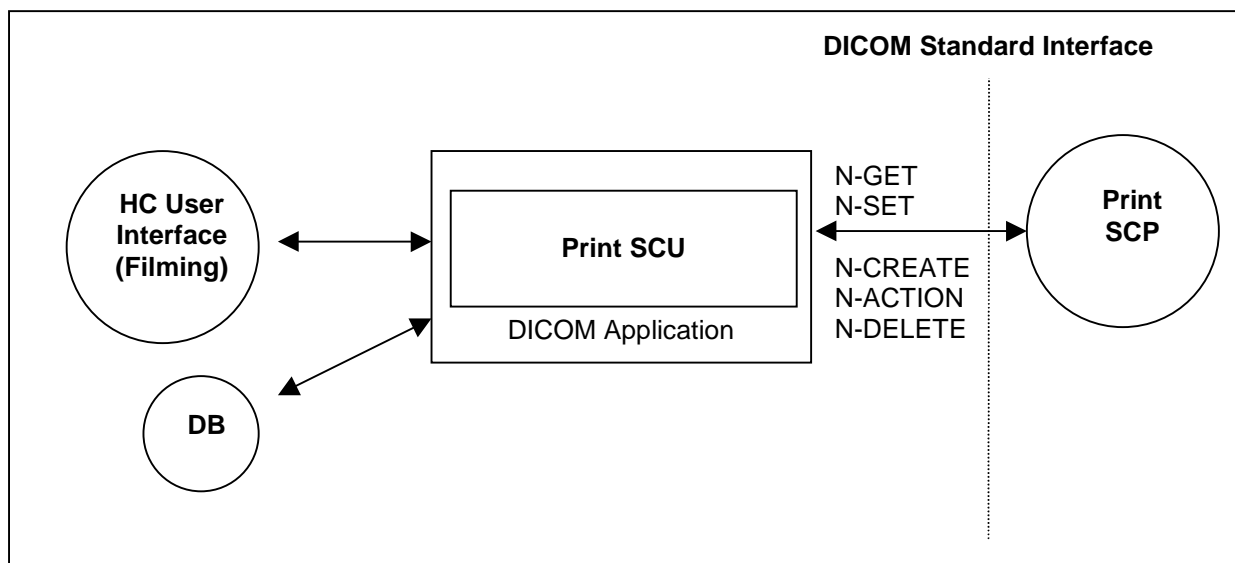 DICOM Standard Interface
HC User
Interface
(Filming)
DB
Print SCU
DICOM Application
N-GET
N-SET
N-CREATE
N-ACTION
N-DELETE
Print
SCP